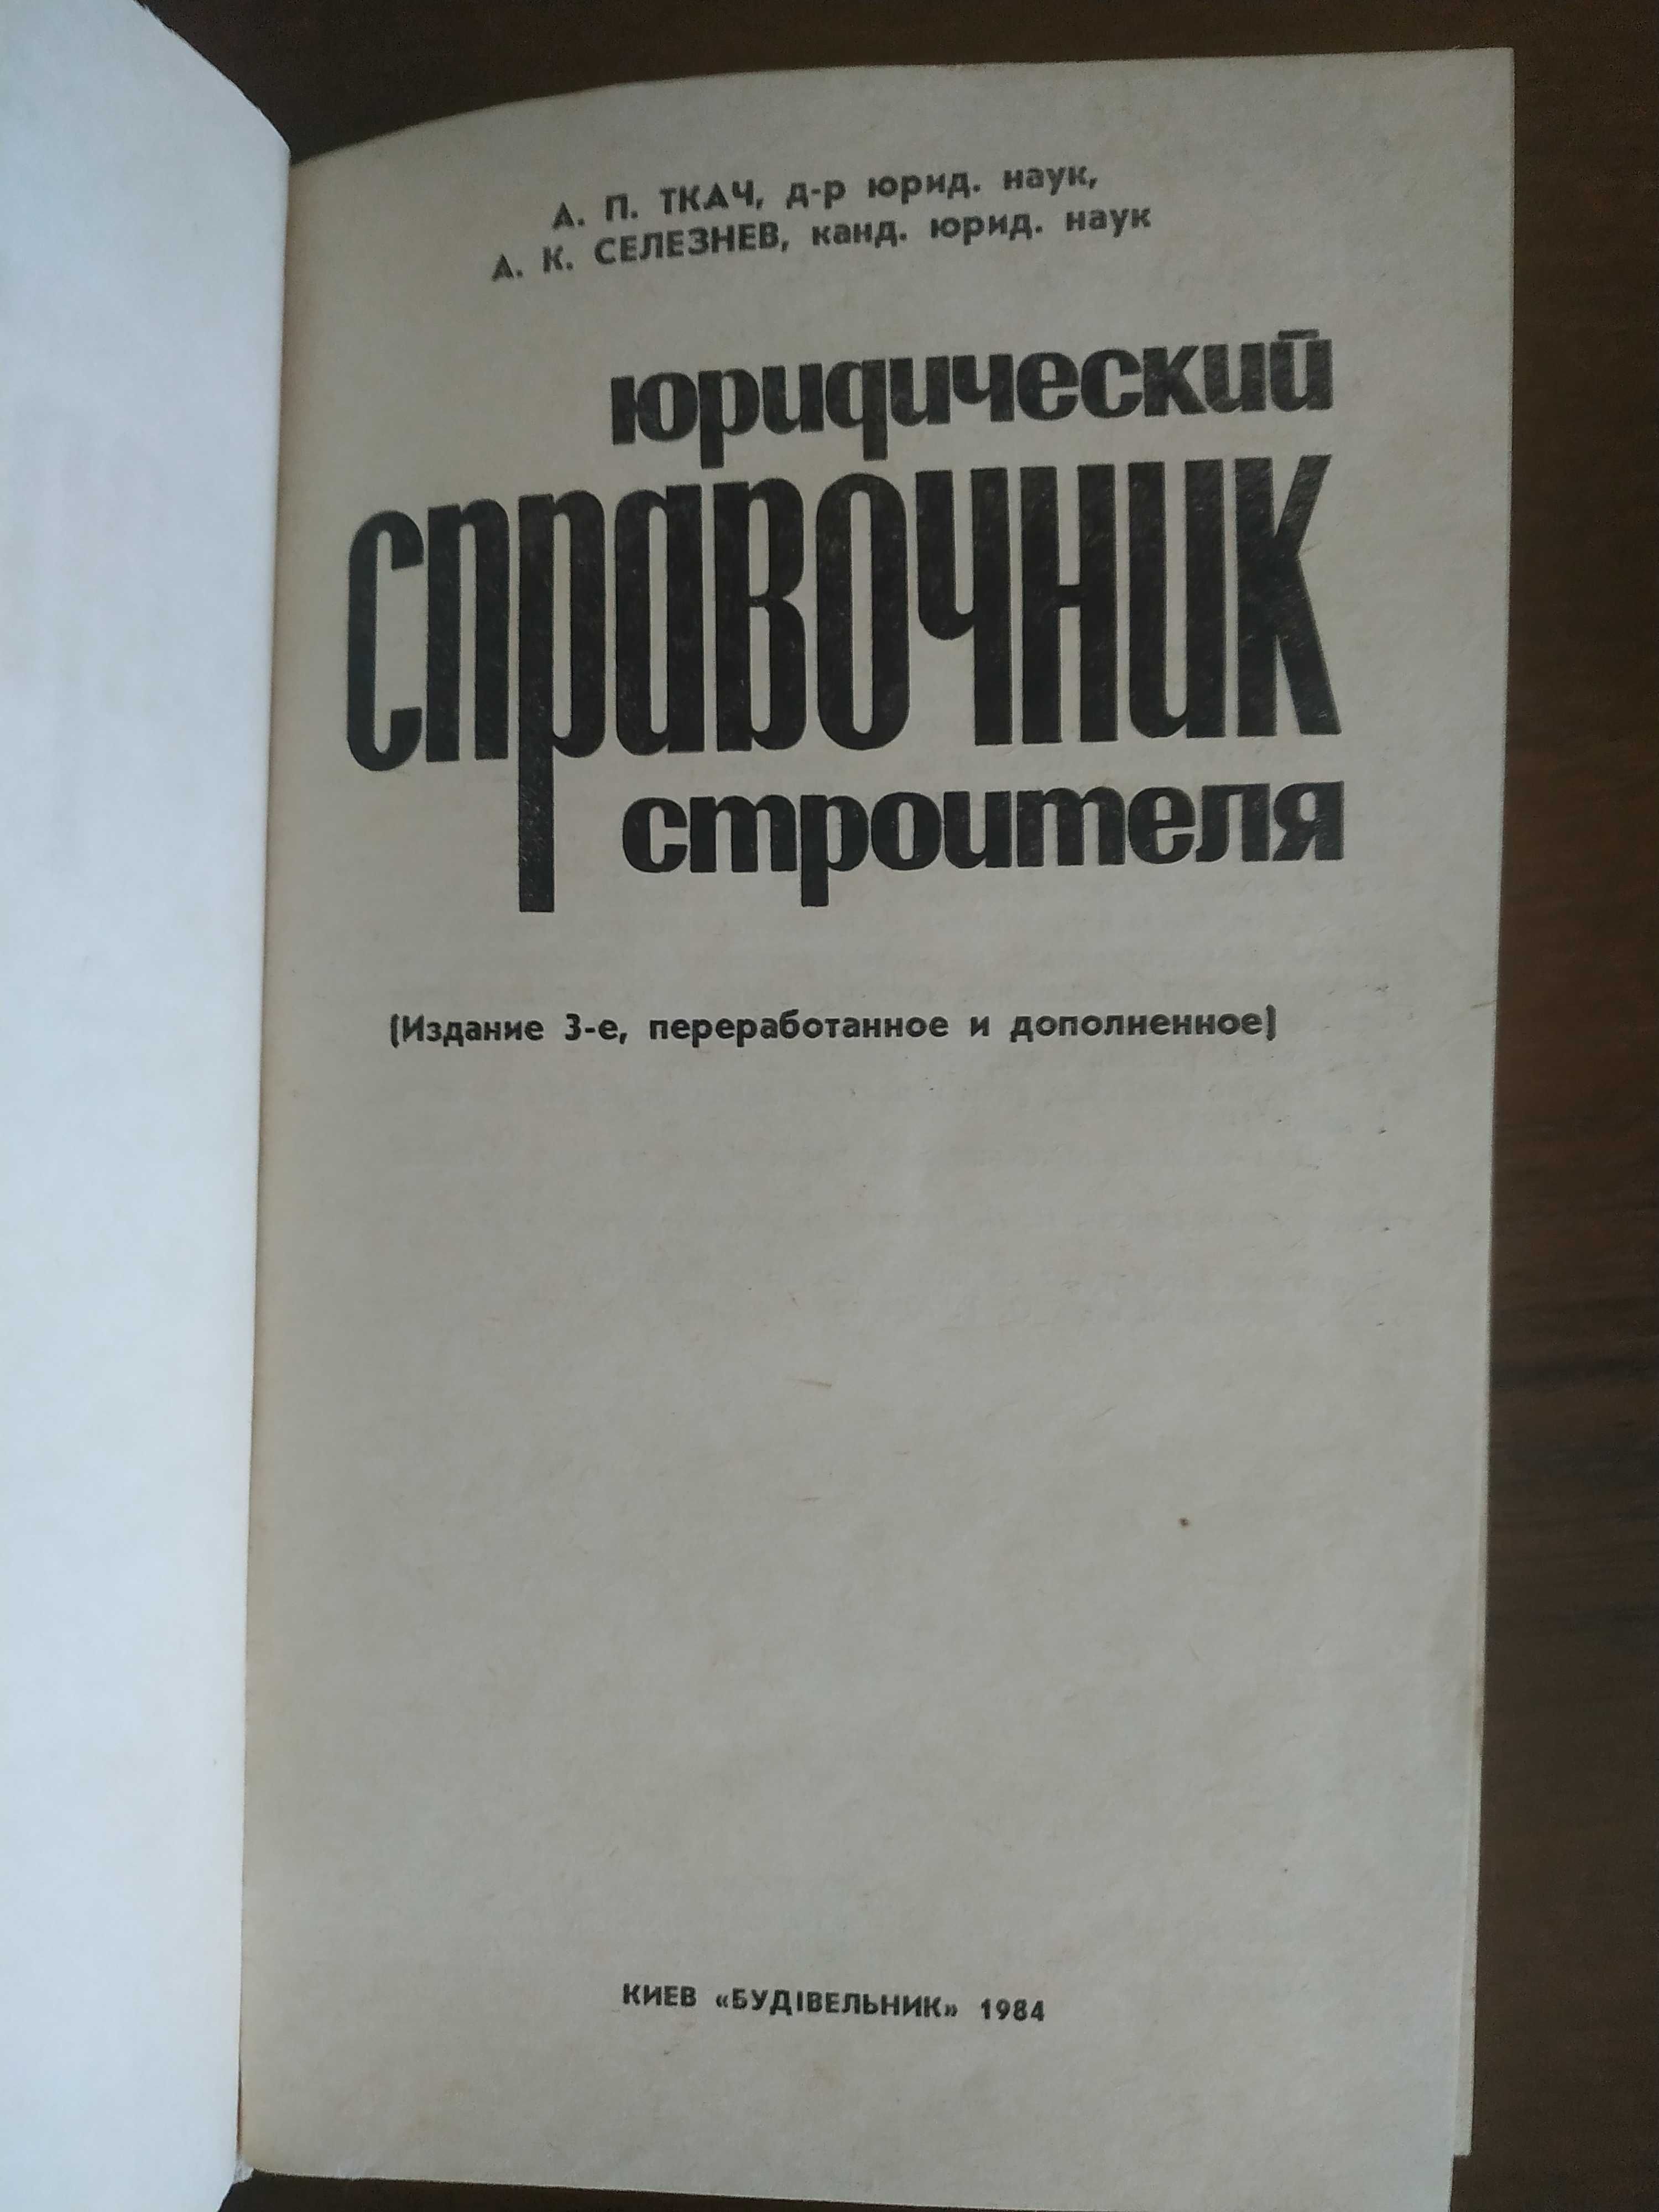 А. П. ТКАЧ, д-р юрид. наук,
А. К. СЕЛЕЗНЕВ, канд. юрид. наук
юридический
справочник
строителя
(Издание 3-е, переработанное и дополненное)
КИЕВ «БУДІВЕЛЬНИК» 1984